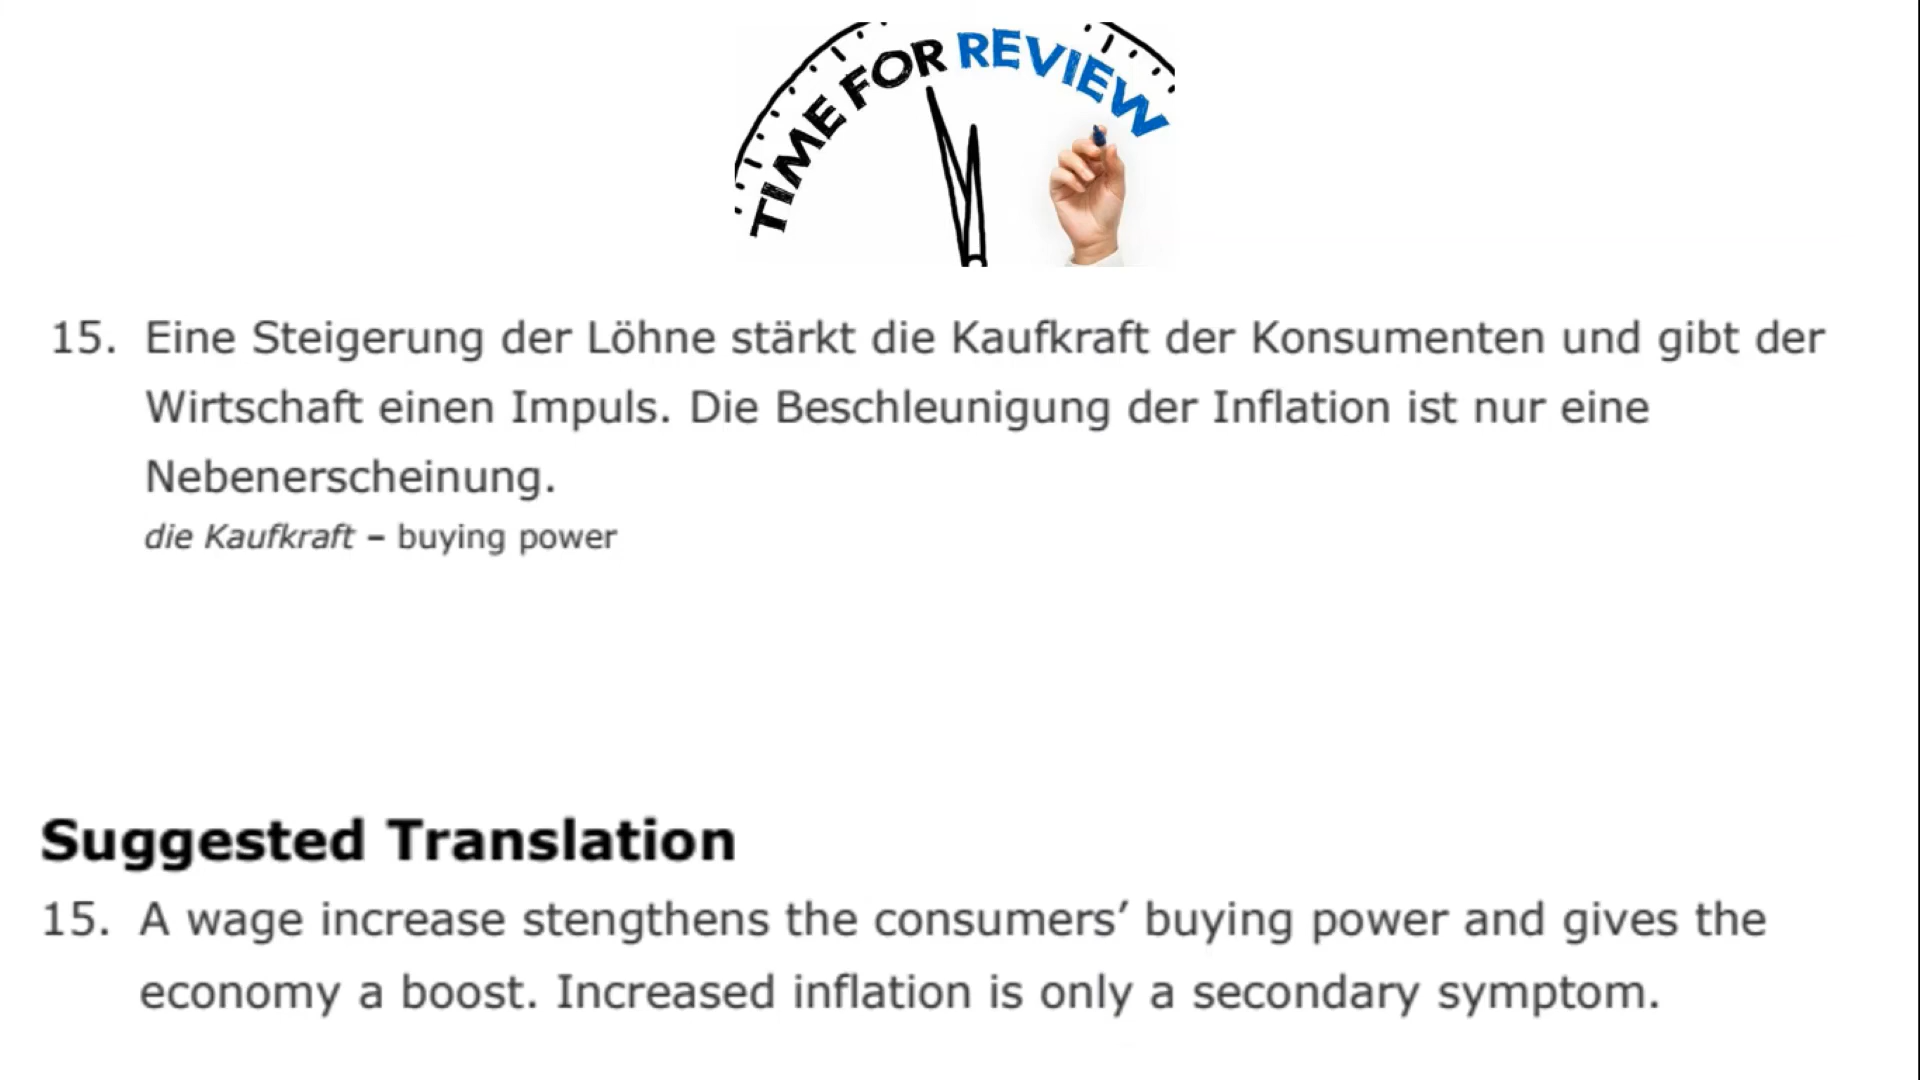 TIME FOR REVIEW
15. Eine Steigerung der Löhne stärkt die Kaufkraft der Konsumenten und gibt der
Wirtschaft einen Impuls. Die Beschleunigung der Inflation ist nur eine
Nebenerscheinung.
die Kaufkraft – buying power
Suggested Translation
15. A wage increase stengthens the consumers’ buying power and gives the
economy a boost. Increased inflation is only a secondary symptom.